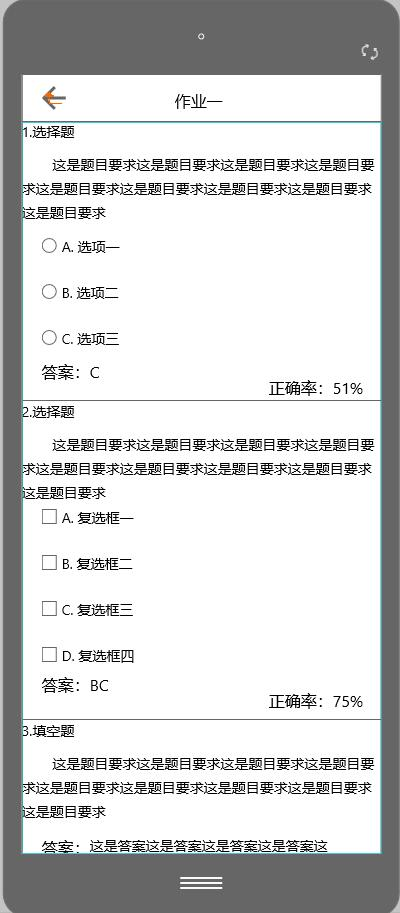 作业一
1.选择题
这是题目要求这是题目要求这是题目要求这是题目要
求这是题目要求这是题目要求这是题目要求这是题目要求
这是题目要求
A. 选项一
B. 选项二
C. 选项三
答案：C
正确率：51%
2.选择题
这是题目要求这是题目要求这是题目要求这是题目要
求这是题目要求这是题目要求这是题目要求这是题目要求
这是题目要求
A. 复选框一
B. 复选框二
C. 复选框三
D. 复选框四
答案：BC
正确率：75%
3.填空题
这是题目要求这是题目要求这是题目要求这是题目要
求这是题目要求这是题目要求这是题目要求这是题目要求
这是题目要求
答案：这是答案这是答案这是答案这是答案这